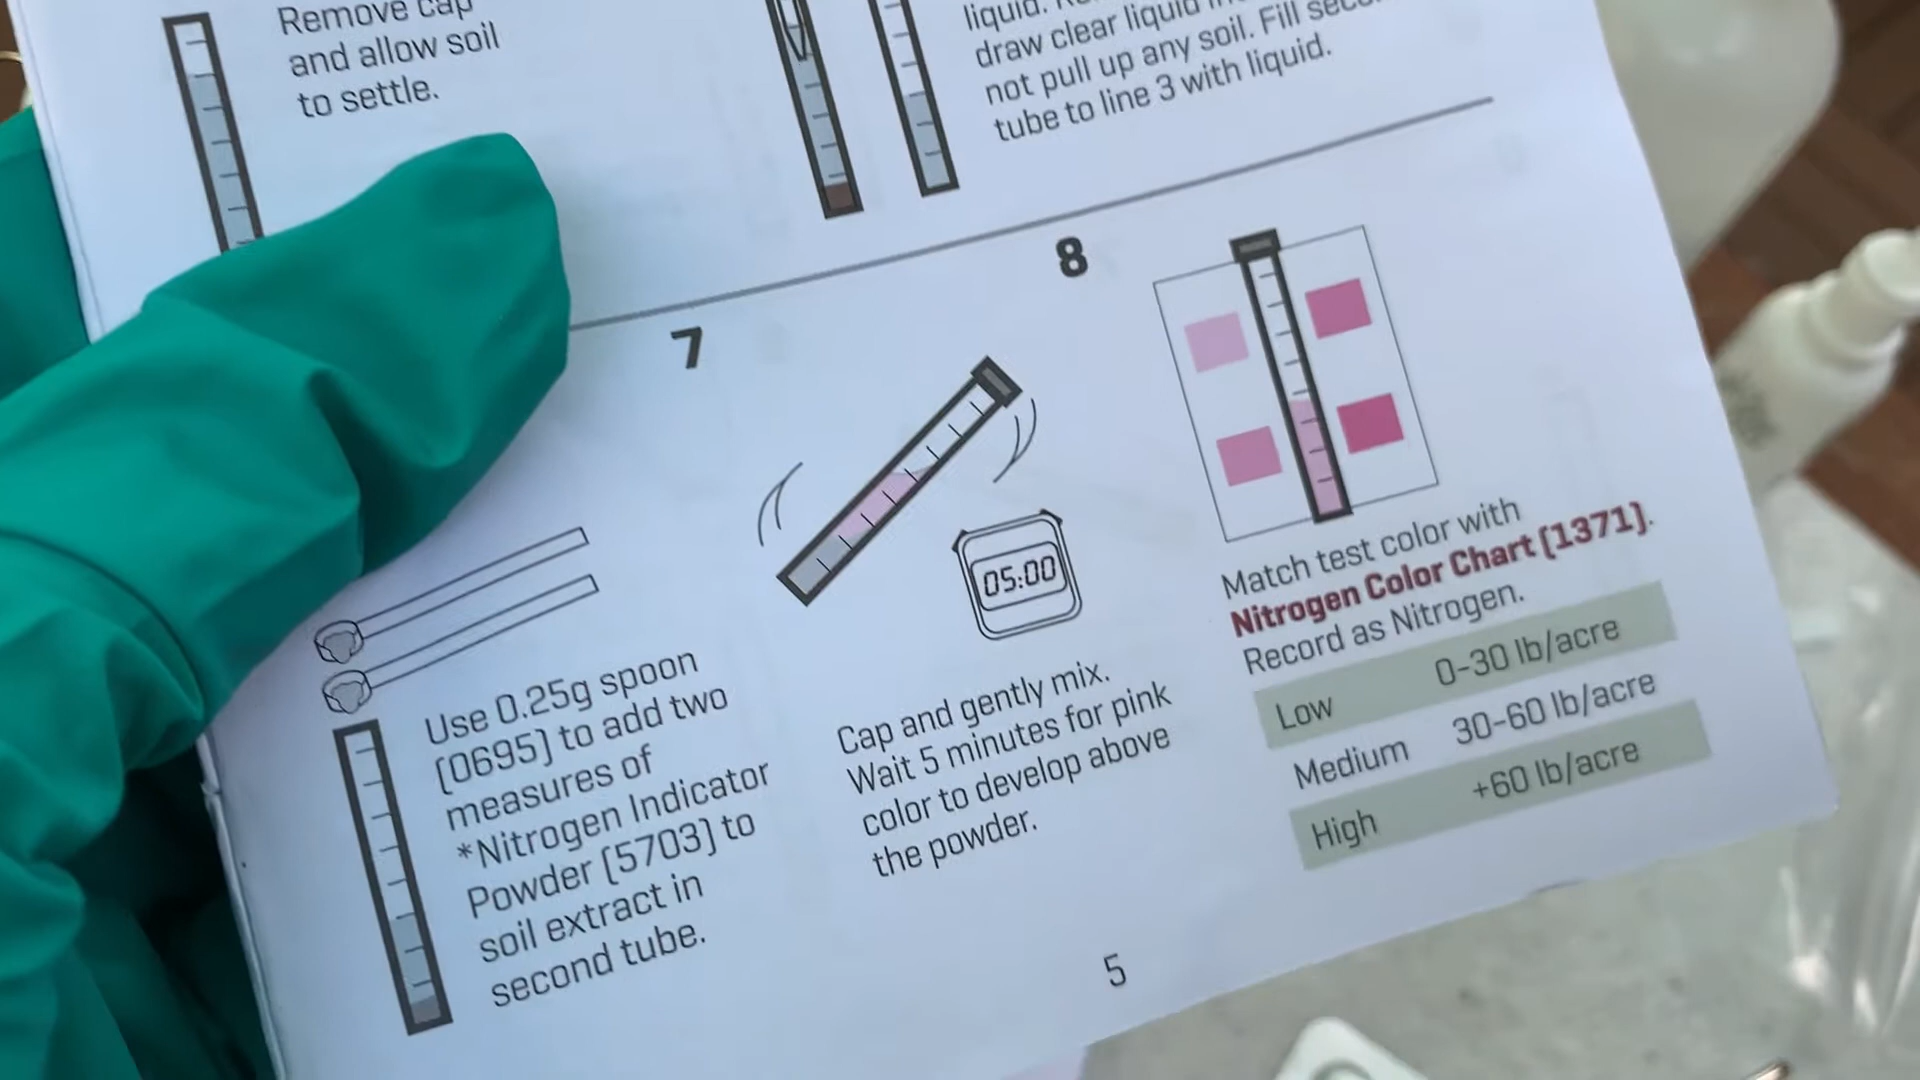 Remove cap
and allow soil
to settle.
liquid.
draw clear liquid
not pull up any soil. Fill
tube to line 3 with liquid.
7
Use 0.25g spoon
(0695) to add two
measures of
*Nitrogen Indicator
Powder (5703) to
soil extract in
second tube.
05:00
Cap and gently mix.
Wait 5 minutes for pink
color to develop above
the powder.
8
Match test color with
Nitrogen Color Chart (1371).
Record as Nitrogen.
Low 0-30 lb/acre
Medium 30-60 lb/acre
High +60 lb/acre
5